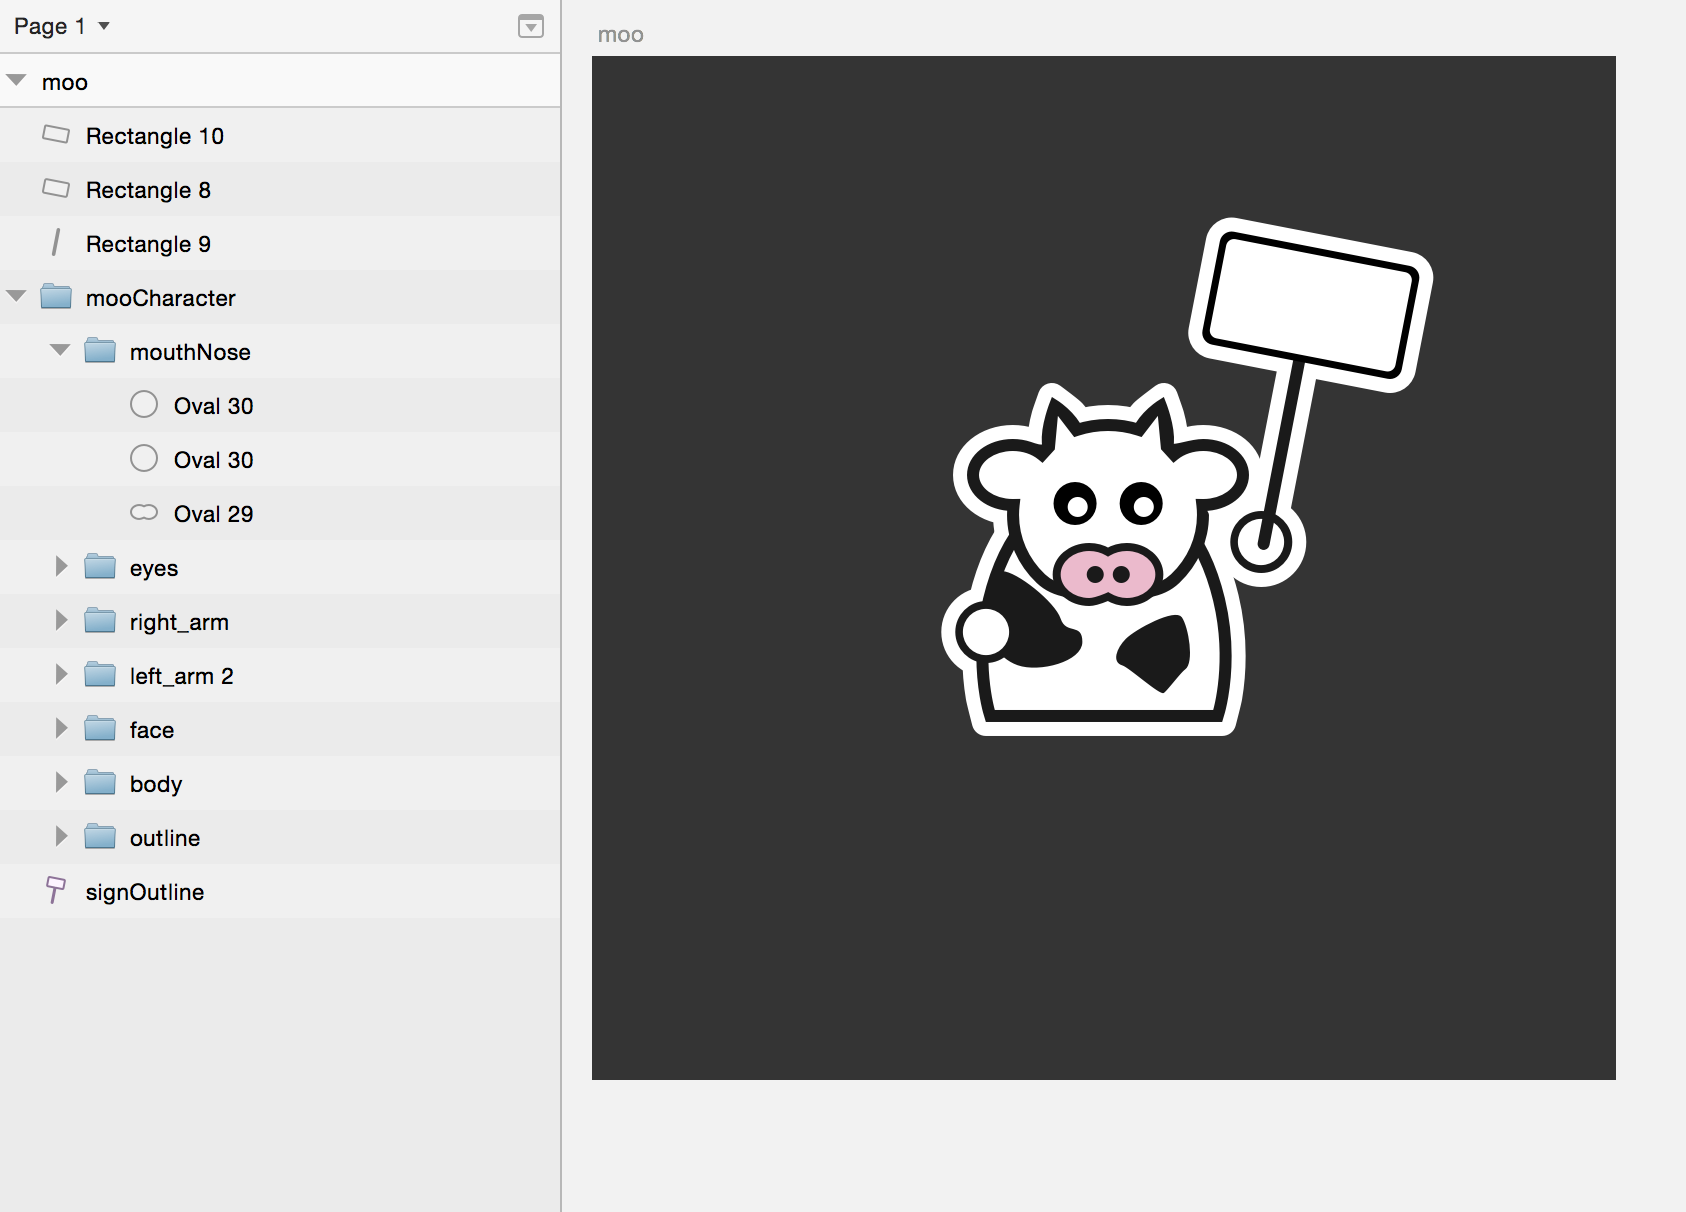 Page 1
moo
moo
Rectangle 10
Rectangle 8
Rectangle 9
mooCharacter
mouthNose
Oval 30
Oval 30
Oval 29
eyes
right_arm
left_arm 2
face
body
outline
signOutline